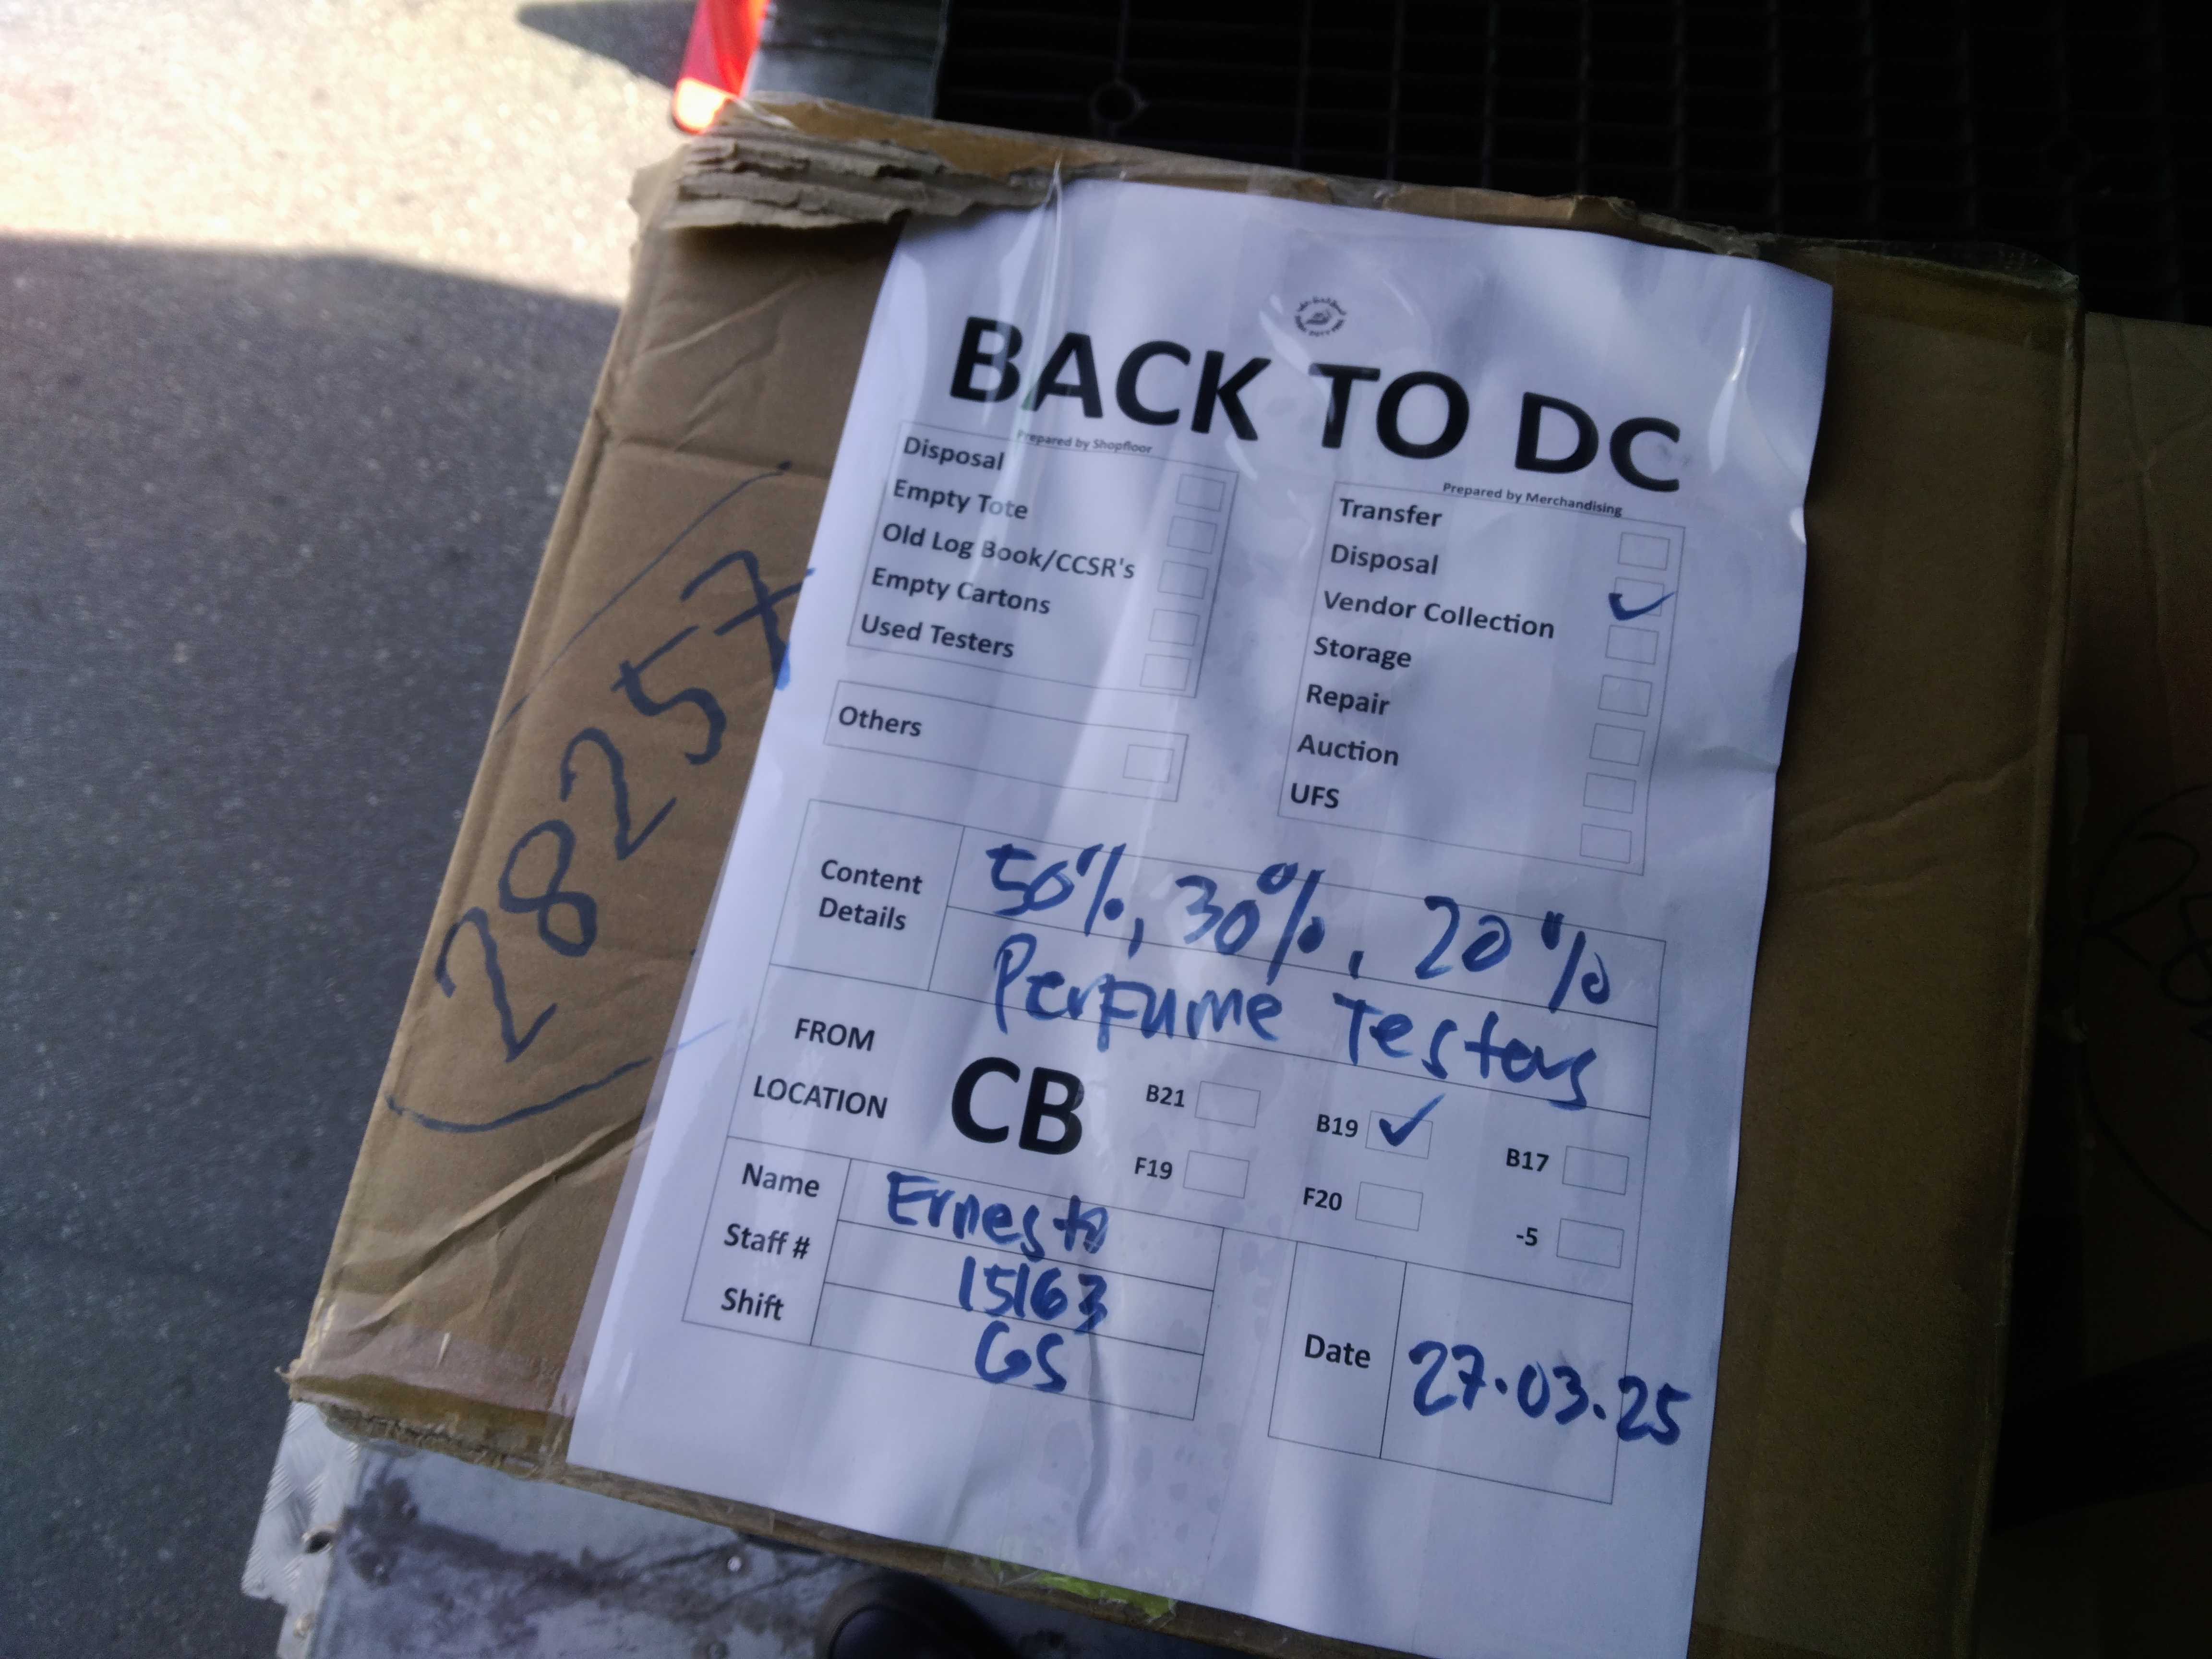 BACK TO DC
Prepared by Shopfloor
Disposal
Empty Tote
Old Log Book/CCSR's
Empty Cartons
Used Testers
Others
Prepared by Merchandising
Transfer
Disposal
Vendor Collection
Storage
Repair
Auction
UFS
Content
Details
50%, 30%, 20%
Perfume Testers
FROM
LOCATION
CB
B21
B19
B17
F19
F20
-5
Name
Ernesto
Staff #
15163
Shift
GS
Date
27.03.25
28257